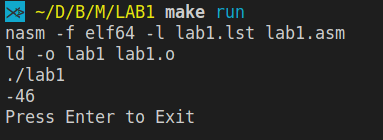 ~/D/B/M/LAB1 make run
nasm -f elf64 -l lab1.lst lab1.asm
ld -o lab1 lab1.o
./lab1
-46
Press Enter to Exit